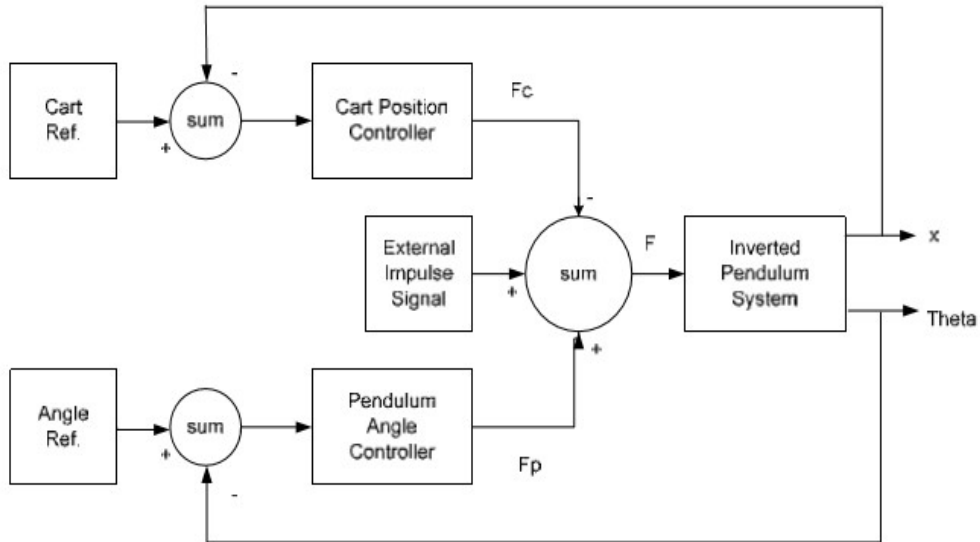 -
Cart
Ref.
+
sum
Cart Position
Controller
Fc
-
External
Impulse
Signal
+
sum
F
Inverted
Pendulum
System
x
Theta
+
Angle
Ref.
+
sum
-
Pendulum
Angle
Controller
Fp